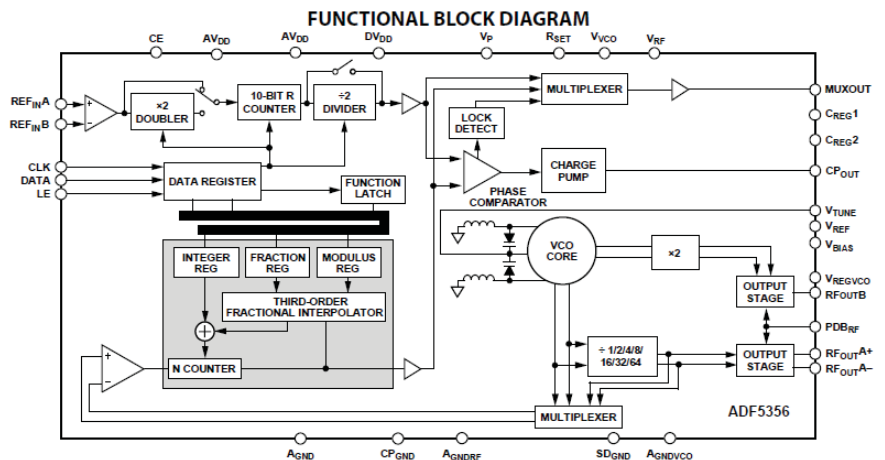 FUNCTIONAL BLOCK DIAGRAM
CE
AVDD
AVDD
DVDD
VP
RSET
VVCO
VRF
REFINA
REFINB
+
−
×2
DOUBLER
10-BIT R
COUNTER
÷2
DIVIDER
MULTIPLEXER
MUXOUT
LOCK
DETECT
CREG1
CREG2
CLK
DATA
LE
DATA REGISTER
FUNCTION
LATCH
CHARGE
PUMP
CPOUT
PHASE
COMPARATOR
VTUNE
VREF
VBIAS
VCO
CORE
×2
INTEGER
REG
FRACTION
REG
MODULUS
REG
THIRD-ORDER
FRACTIONAL INTERPOLATOR
VREGVCO
OUTPUT
STAGE
RFOUTB
PDBRF
+
N COUNTER
+
−
÷ 1/2/4/8/
16/32/64
OUTPUT
STAGE
RFOUTA+
RFOUTA−
MULTIPLEXER
ADF5356
AGND
CPGND
AGNDRF
SDGND
AGNDVCO